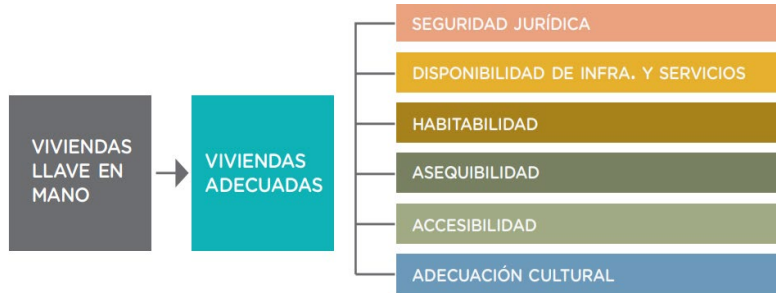 VIVIENDAS
LLAVE EN
MANO
VIVIENDAS
ADECUADAS
SEGURIDAD JURÍDICA
DISPONIBILIDAD DE INFRA. Y SERVICIOS
HABITABILIDAD
ASEQUIBILIDAD
ACCESIBILIDAD
ADECUACIÓN CULTURAL